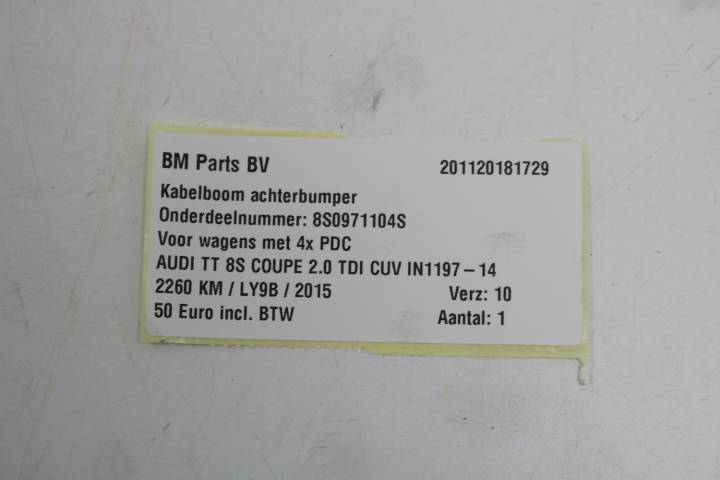 BM Parts BV 201120181729
Kabelboom achterbumper
Onderdeelnummer: 8S0971104S
Voor wagens met 4x PDC
AUDI TT 8S COUPE 2.0 TDI CUV IN1197-14
2260 KM / LY9B / 2015 Verz: 10
50 Euro incl. BTW Aantal: 1